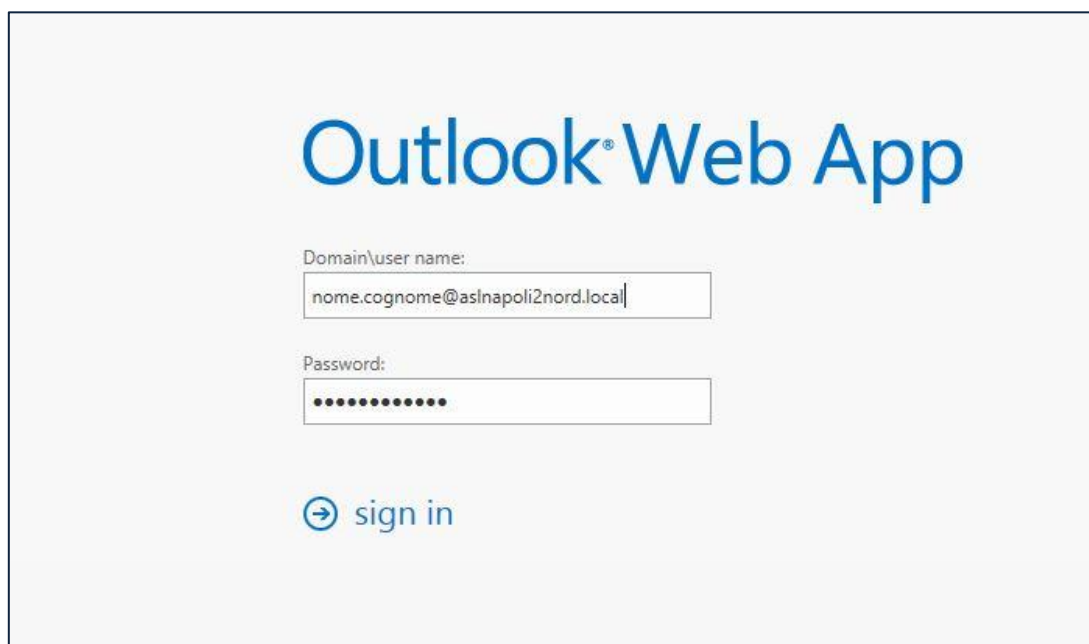 Outlook® Web App
Domain\user name:
nome.cognome@aslnapoli2nord.local
Password:
••••••••••••
sign in